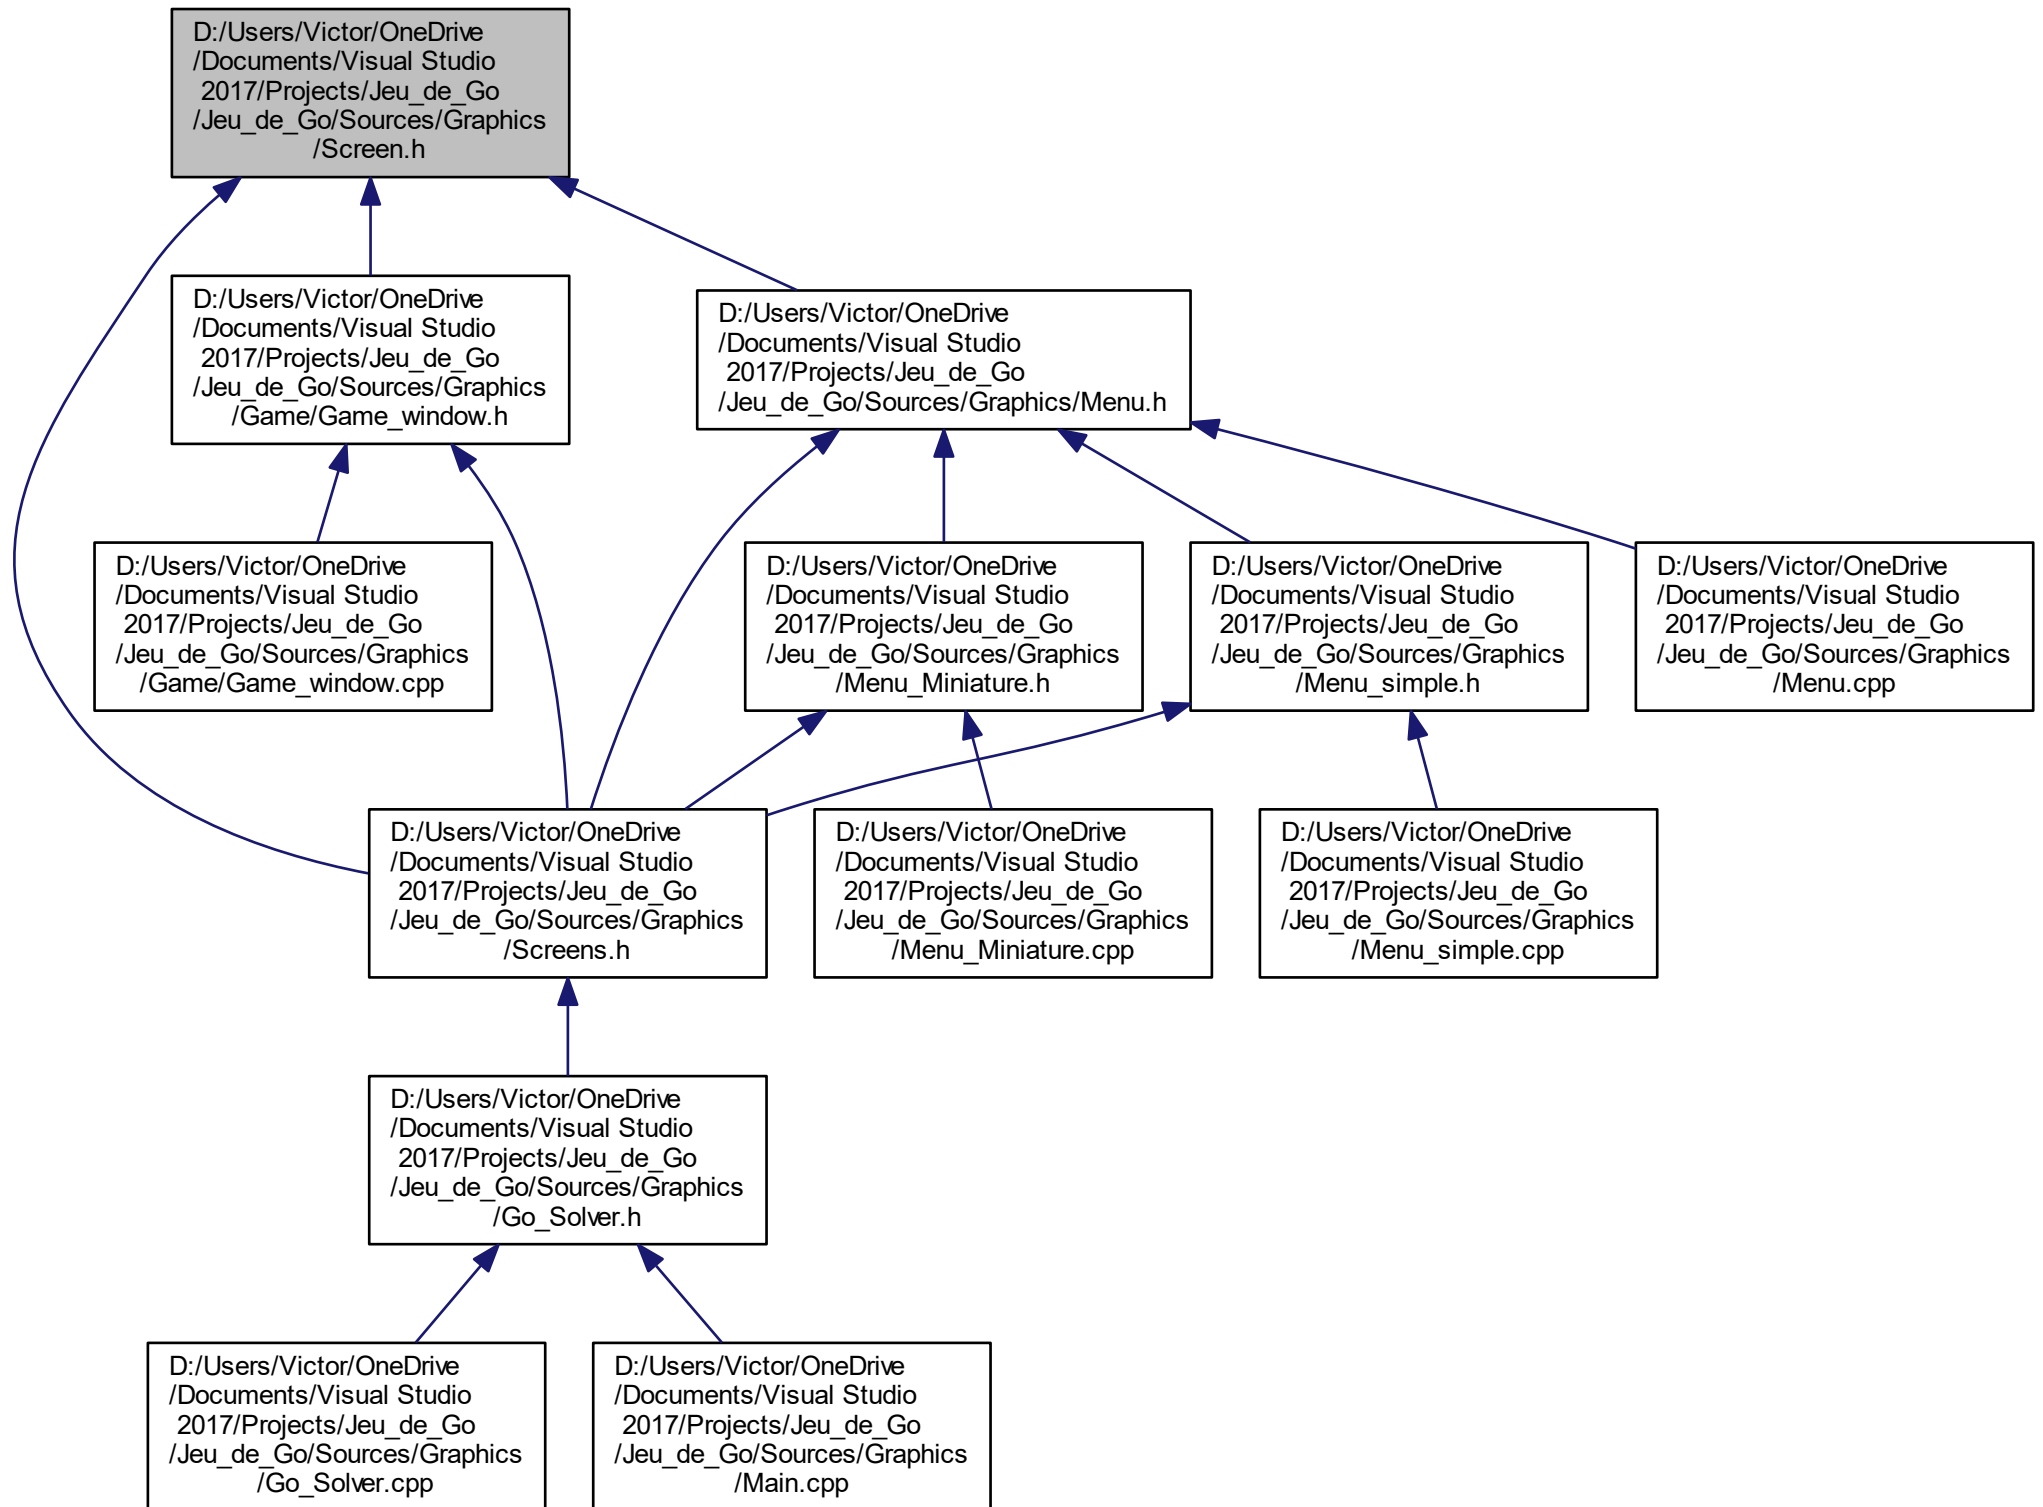 D:/Users/Victor/OneDrive
/Documents/Visual Studio
2017/Projects/Jeu_de_Go
/Jeu_de_Go/Sources/Graphics
/Screen.h
D:/Users/Victor/OneDrive
/Documents/Visual Studio
2017/Projects/Jeu_de_Go
/Jeu_de_Go/Sources/Graphics
/Game/Game_window.h
D:/Users/Victor/OneDrive
/Documents/Visual Studio
2017/Projects/Jeu_de_Go
/Jeu_de_Go/Sources/Graphics/Menu.h
D:/Users/Victor/OneDrive
/Documents/Visual Studio
2017/Projects/Jeu_de_Go
/Jeu_de_Go/Sources/Graphics
/Game/Game_window.cpp
D:/Users/Victor/OneDrive
/Documents/Visual Studio
2017/Projects/Jeu_de_Go
/Jeu_de_Go/Sources/Graphics
/Menu_Miniature.h
D:/Users/Victor/OneDrive
/Documents/Visual Studio
2017/Projects/Jeu_de_Go
/Jeu_de_Go/Sources/Graphics
/Menu_simple.h
D:/Users/Victor/OneDrive
/Documents/Visual Studio
2017/Projects/Jeu_de_Go
/Jeu_de_Go/Sources/Graphics
/Menu.cpp
D:/Users/Victor/OneDrive
/Documents/Visual Studio
2017/Projects/Jeu_de_Go
/Jeu_de_Go/Sources/Graphics
/Screens.h
D:/Users/Victor/OneDrive
/Documents/Visual Studio
2017/Projects/Jeu_de_Go
/Jeu_de_Go/Sources/Graphics
/Menu_Miniature.cpp
D:/Users/Victor/OneDrive
/Documents/Visual Studio
2017/Projects/Jeu_de_Go
/Jeu_de_Go/Sources/Graphics
/Menu_simple.cpp
D:/Users/Victor/OneDrive
/Documents/Visual Studio
2017/Projects/Jeu_de_Go
/Jeu_de_Go/Sources/Graphics
/Go_Solver.h
D:/Users/Victor/OneDrive
/Documents/Visual Studio
2017/Projects/Jeu_de_Go
/Jeu_de_Go/Sources/Graphics
/Go_Solver.cpp
D:/Users/Victor/OneDrive
/Documents/Visual Studio
2017/Projects/Jeu_de_Go
/Jeu_de_Go/Sources/Graphics
/Main.cpp